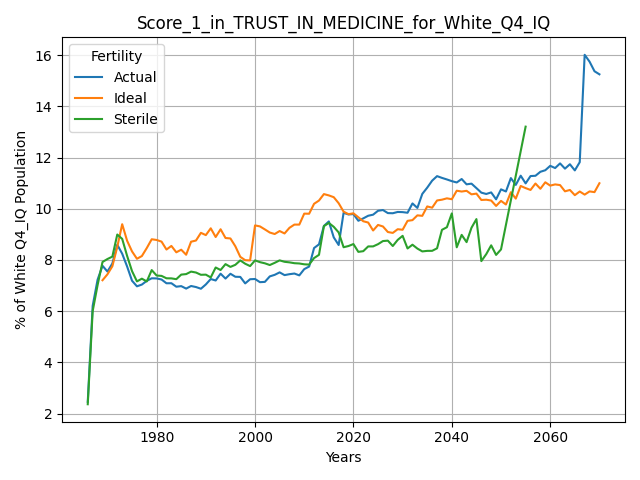 Score_1_in_TRUST_IN_MEDICINE_for_White_Q4_IQ
Fertility
Actual
Ideal
Sterile
% of White Q4_IQ Population
16
14
12
10
8
6
4
2
1980
2000
2020
2040
2060
Years